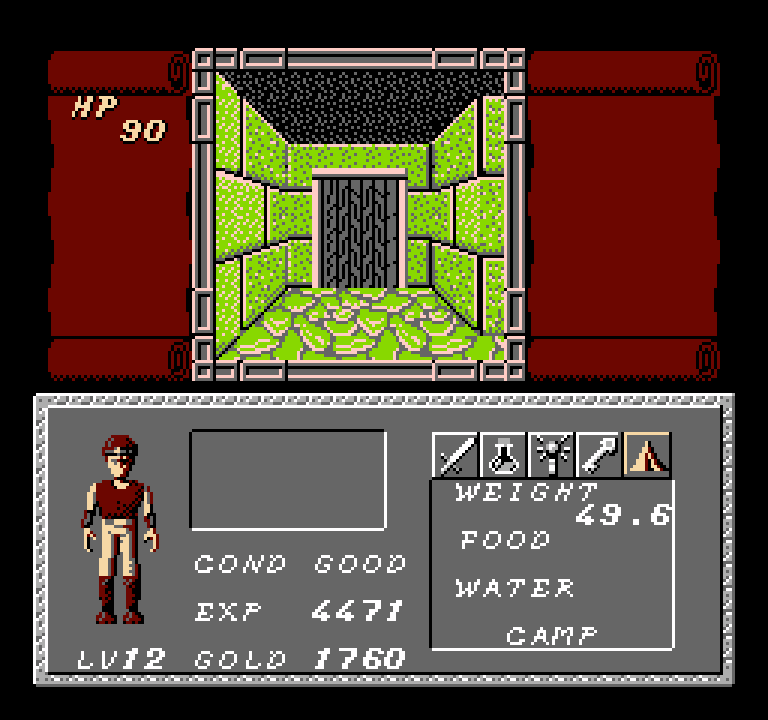 HP
90
WEIGHT
49.6
FOOD
WATER
CAMP
COND GOOD
EXP 4471
LV12 GOLD 1760